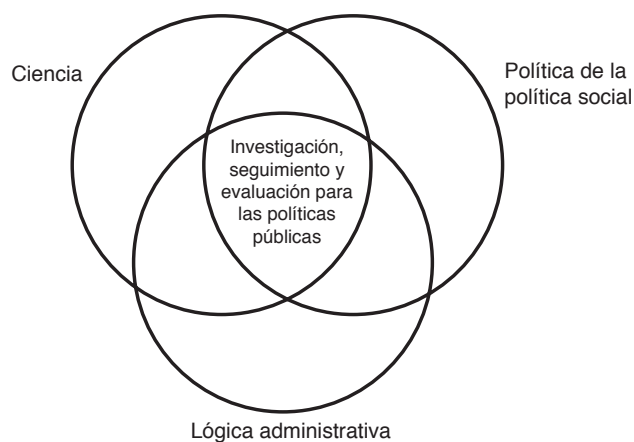 Ciencia
Política de la
política social
Investigación,
seguimiento y
evaluación para
las políticas
públicas
Lógica administrativa